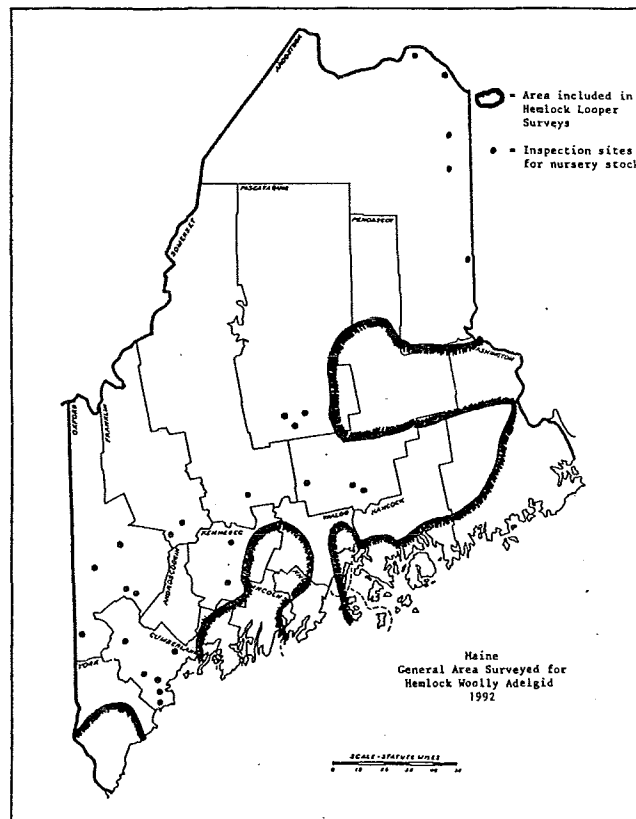 AROOSTOOK
= Area included in
Hemlock Looper
Surveys
= Inspection sites
for nursery stock
PISCATAQUIS
PENOBSCOT
SOMERSET
OXFORD
FRANKLIN
WALDO
HANCOCK
KENNEBEC
ANDROSCOGGIN
LINCOLN
CUMBERLAND
YORK
Maine
General Area Surveyed for
Hemlock Woolly Adelgid
1992
SCALE-STATUTE MILES
0